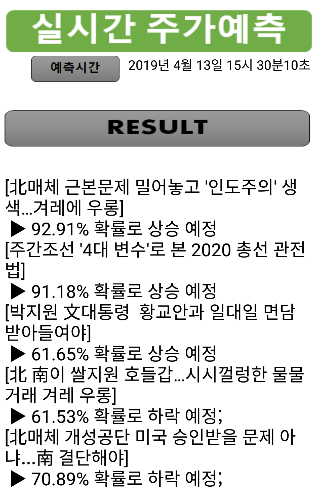 실시간 주가예측
예측시간 2019년 4월 13일 15시 30분10초
RESULT
[北매체 근본문제 밀어놓고 '인도주의' 생
색…겨레에 우롱]
▶ 92.91% 확률로 상승 예정
[주간조선 '4대 변수'로 본 2020 총선 관전
법]
▶ 91.18% 확률로 상승 예정
[박지원 文대통령 황교안과 일대일 면담
받아들여야]
▶ 61.65% 확률로 상승 예정
[北 南이 쌀지원 호들갑…시시껄렁한 물물
거래 겨레 우롱]
▶ 61.53% 확률로 하락 예정;
[北매체 개성공단 미국 승인받을 문제 아
냐…南 결단해야]
▶ 70.89% 확률로 하락 예정;